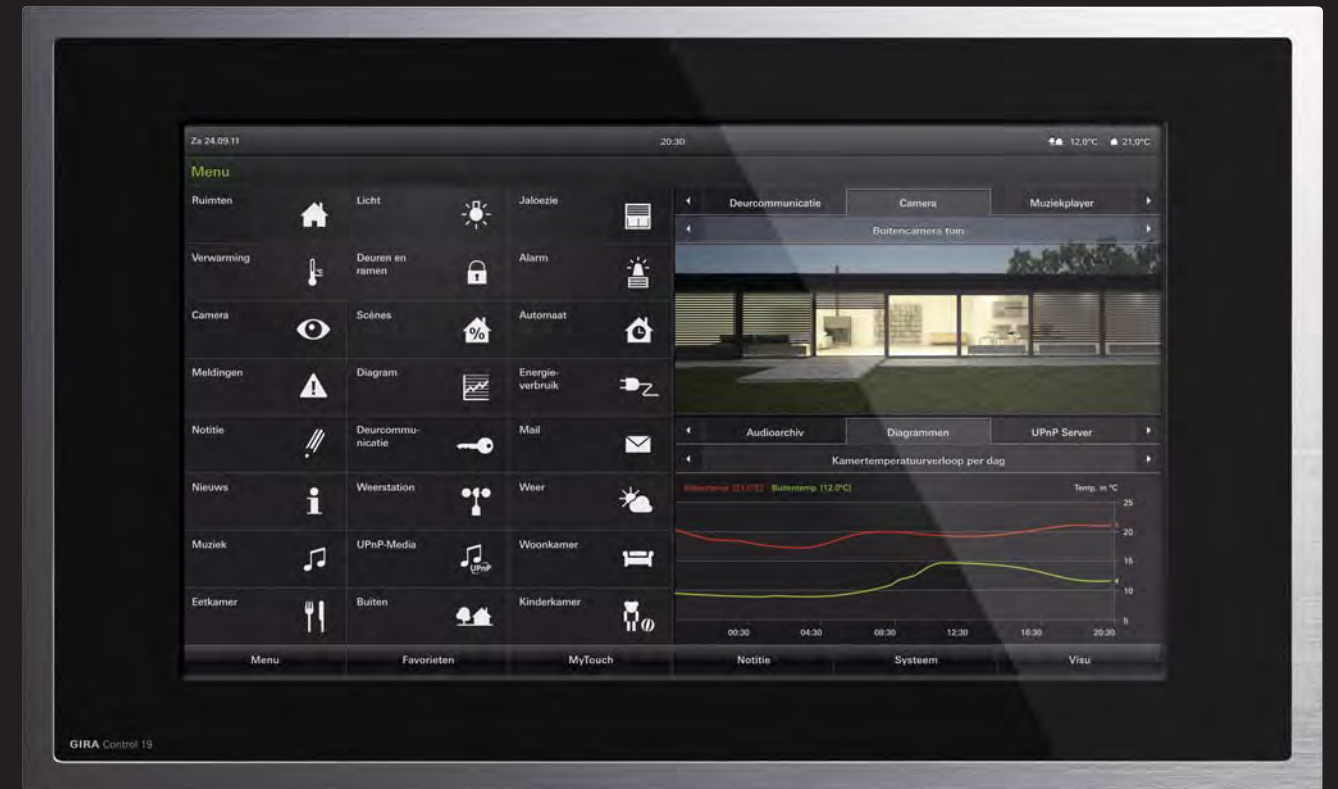 Za 24.09.11
20:30
12,0°C 21,0°C
Menu
Ruimten
Licht
Jaloezie
Verwarming
Deuren en
ramen
Alarm
Camera
Scènes
%
Automaat
Meldingen
Diagram
Energie-
verbruik
Notitie
Deurcommu-
nicatie
Mail
Nieuws
Weerstation
Weer
Muziek
UPnP-Media
UPnP
Woonkamer
Eetkamer
Buiten
Kinderkamer
Deurcommunicatie Camera Muziekplayer
Buitencamera tuin
Audioarchiv Diagrammen UPnP Server
Kamertemperatuurverloop per dag
Buitentemp. [12.0°C] Temp. in °C
25
20
15
10
5
00:30 04:30 08:30 12:30 16:30 20:30
Menu Favorieten MyTouch Notitie Systeem Visu
GIRA Control 19